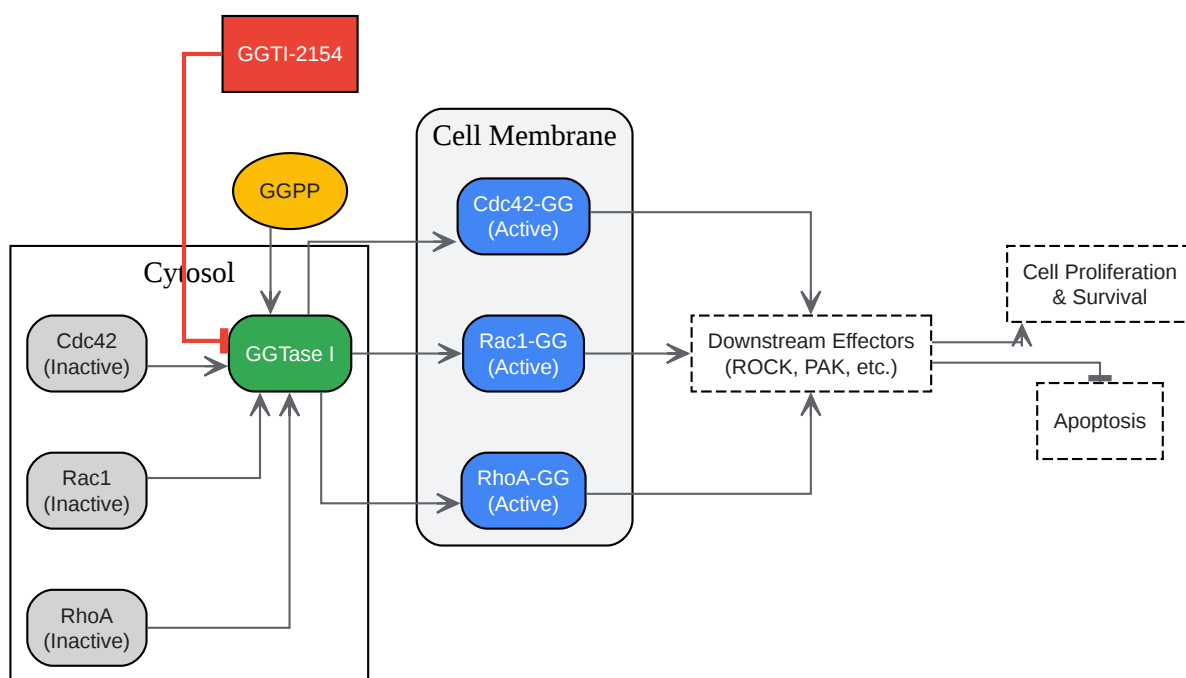 GGTI-2154
Cell Membrane
GGPP
Cdc42-GG
(Active)
Cytosol
Cell Proliferation
& Survival
Cdc42
(Inactive)
GGTase I
Rac1-GG
(Active)
Downstream Effectors
(ROCK, PAK, etc.)
Apoptosis
Rac1
(Inactive)
RhoA-GG
(Active)
RhoA
(Inactive)